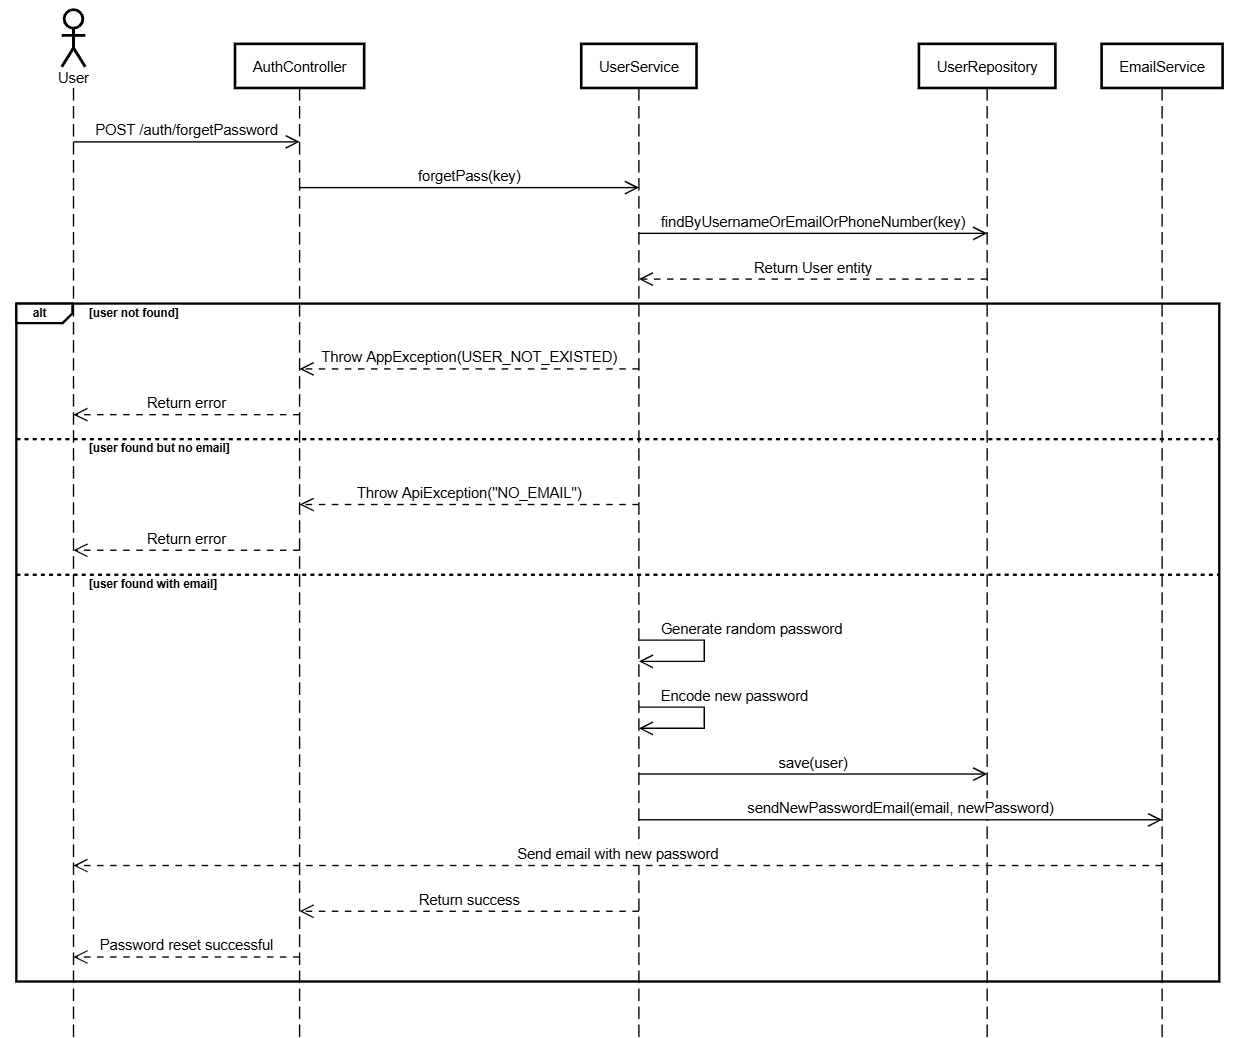 User
AuthController
UserService
UserRepository
EmailService
POST /auth/forgetPassword
forgetPass(key)
findByUsernameOrEmailOrPhoneNumber(key)
Return User entity
alt
[user not found]
Throw AppException(USER_NOT_EXISTED)
Return error
[user found but no email]
Throw ApiException("NO_EMAIL")
Return error
[user found with email]
Generate random password
Encode new password
save(user)
sendNewPasswordEmail(email, newPassword)
Send email with new password
Return success
Password reset successful